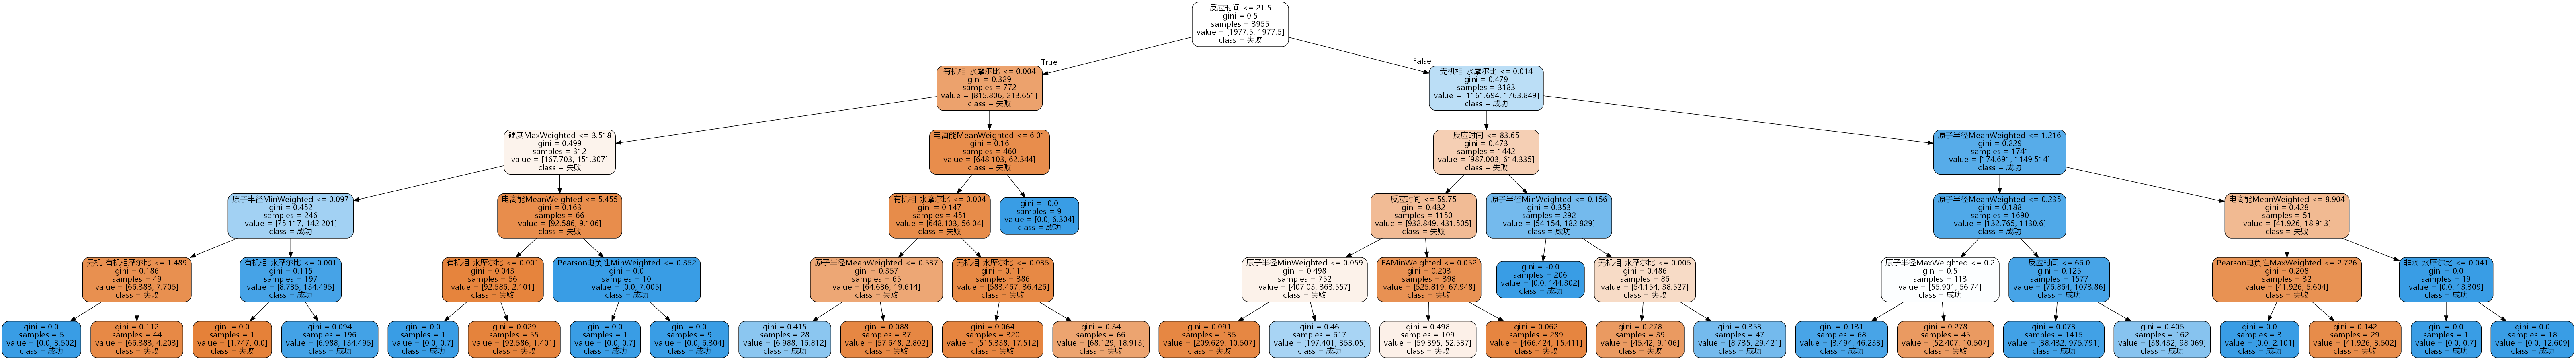 反应时间 <= 21.5
gini = 0.5
samples = 3955
value = [1977.5, 1977.5]
class = 失败
True
False
有机相-水摩尔比 <= 0.004
gini = 0.329
samples = 772
value = [815.806, 213.651]
class = 失败
无机相-水摩尔比 <= 0.014
gini = 0.479
samples = 3183
value = [1161.694, 1763.849]
class = 成功
硬度MaxWeighted <= 3.518
gini = 0.499
samples = 312
value = [167.703, 151.307]
class = 失败
电离能MeanWeighted <= 6.01
gini = 0.16
samples = 460
value = [648.103, 62.344]
class = 失败
反应时间 <= 83.65
gini = 0.473
samples = 1442
value = [987.003, 614.335]
class = 失败
原子半径MeanWeighted <= 1.216
gini = 0.229
samples = 1741
value = [174.691, 1149.514]
class = 成功
原子半径MinWeighted <= 0.097
gini = 0.452
samples = 246
value = [75.117, 142.201]
class = 成功
电离能MeanWeighted <= 5.455
gini = 0.163
samples = 66
value = [92.586, 9.106]
class = 失败
有机相-水摩尔比 <= 0.004
gini = 0.147
samples = 451
value = [648.103, 56.04]
class = 失败
gini = -0.0
samples = 9
value = [0.0, 6.304]
class = 成功
反应时间 <= 59.75
gini = 0.432
samples = 1150
value = [932.849, 431.505]
class = 失败
原子半径MinWeighted <= 0.156
gini = 0.353
samples = 292
value = [54.154, 182.829]
class = 成功
原子半径MeanWeighted <= 0.235
gini = 0.188
samples = 1690
value = [132.765, 1130.6]
class = 成功
电离能MeanWeighted <= 8.904
gini = 0.428
samples = 51
value = [41.926, 18.913]
class = 失败
无机-有机相摩尔比 <= 1.489
gini = 0.186
samples = 49
value = [66.383, 7.705]
class = 失败
有机相-水摩尔比 <= 0.001
gini = 0.115
samples = 197
value = [8.735, 134.495]
class = 成功
有机相-水摩尔比 <= 0.001
gini = 0.043
samples = 56
value = [92.586, 2.101]
class = 失败
Pearson电负性MinWeighted <= 0.352
gini = 0.0
samples = 10
value = [0.0, 7.005]
class = 成功
原子半径MeanWeighted <= 0.537
gini = 0.357
samples = 65
value = [64.636, 19.614]
class = 失败
无机相-水摩尔比 <= 0.035
gini = 0.111
samples = 386
value = [583.467, 36.426]
class = 失败
原子半径MinWeighted <= 0.059
gini = 0.498
samples = 752
value = [407.03, 363.557]
class = 失败
EAMinWeighted <= 0.052
gini = 0.203
samples = 398
value = [525.819, 67.948]
class = 失败
gini = -0.0
samples = 206
value = [0.0, 144.302]
class = 成功
无机相-水摩尔比 <= 0.005
gini = 0.486
samples = 86
value = [54.154, 38.527]
class = 失败
原子半径MaxWeighted <= 0.2
gini = 0.5
samples = 113
value = [55.901, 56.74]
class = 成功
反应时间 <= 66.0
gini = 0.125
samples = 1577
value = [76.864, 1073.86]
class = 成功
Pearson电负性MaxWeighted <= 2.726
gini = 0.208
samples = 32
value = [41.926, 5.604]
class = 失败
非水-水摩尔比 <= 0.041
gini = 0.0
samples = 19
value = [0.0, 13.309]
class = 成功
gini = 0.0
samples = 5
value = [0.0, 3.502]
class = 成功
gini = 0.112
samples = 44
value = [66.383, 4.203]
class = 失败
gini = 0.0
samples = 1
value = [1.747, 0.0]
class = 失败
gini = 0.094
samples = 196
value = [6.988, 134.495]
class = 成功
gini = 0.0
samples = 1
value = [0.0, 0.7]
class = 成功
gini = 0.029
samples = 55
value = [92.586, 1.401]
class = 失败
gini = 0.0
samples = 1
value = [0.0, 0.7]
class = 成功
gini = 0.0
samples = 9
value = [0.0, 6.304]
class = 成功
gini = 0.415
samples = 28
value = [6.988, 16.812]
class = 成功
gini = 0.088
samples = 37
value = [57.648, 2.802]
class = 失败
gini = 0.064
samples = 320
value = [515.338, 17.512]
class = 失败
gini = 0.34
samples = 66
value = [68.129, 18.913]
class = 失败
gini = 0.091
samples = 135
value = [209.629, 10.507]
class = 失败
gini = 0.46
samples = 617
value = [197.401, 353.05]
class = 成功
gini = 0.498
samples = 109
value = [59.395, 52.537]
class = 失败
gini = 0.062
samples = 289
value = [466.424, 15.411]
class = 失败
gini = 0.278
samples = 39
value = [45.42, 9.106]
class = 失败
gini = 0.353
samples = 47
value = [8.735, 29.421]
class = 成功
gini = 0.131
samples = 68
value = [3.494, 46.233]
class = 成功
gini = 0.278
samples = 45
value = [52.407, 10.507]
class = 失败
gini = 0.073
samples = 1415
value = [38.432, 975.791]
class = 成功
gini = 0.405
samples = 162
value = [38.432, 98.069]
class = 成功
gini = 0.0
samples = 3
value = [0.0, 2.101]
class = 成功
gini = 0.142
samples = 29
value = [41.926, 3.502]
class = 失败
gini = 0.0
samples = 1
value = [0.0, 0.7]
class = 成功
gini = 0.0
samples = 18
value = [0.0, 12.609]
class = 成功